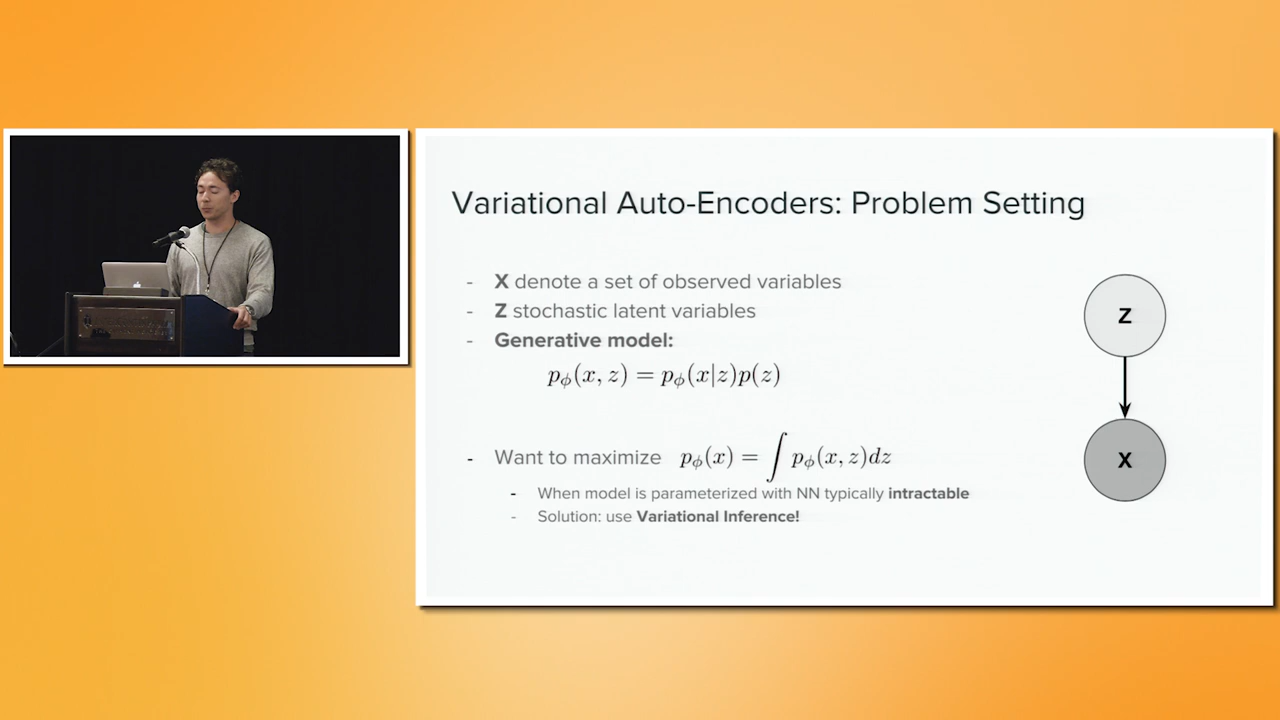 Variational Auto-Encoders: Problem Setting
- X denote a set of observed variables
- Z stochastic latent variables
- Generative model:
pϕ(x, z) = pϕ(x|z)p(z)
- Want to maximize pϕ(x) = ∫ pϕ(x, z)dz
- When model is parameterized with NN typically intractable
- Solution: use Variational Inference!
Z
X